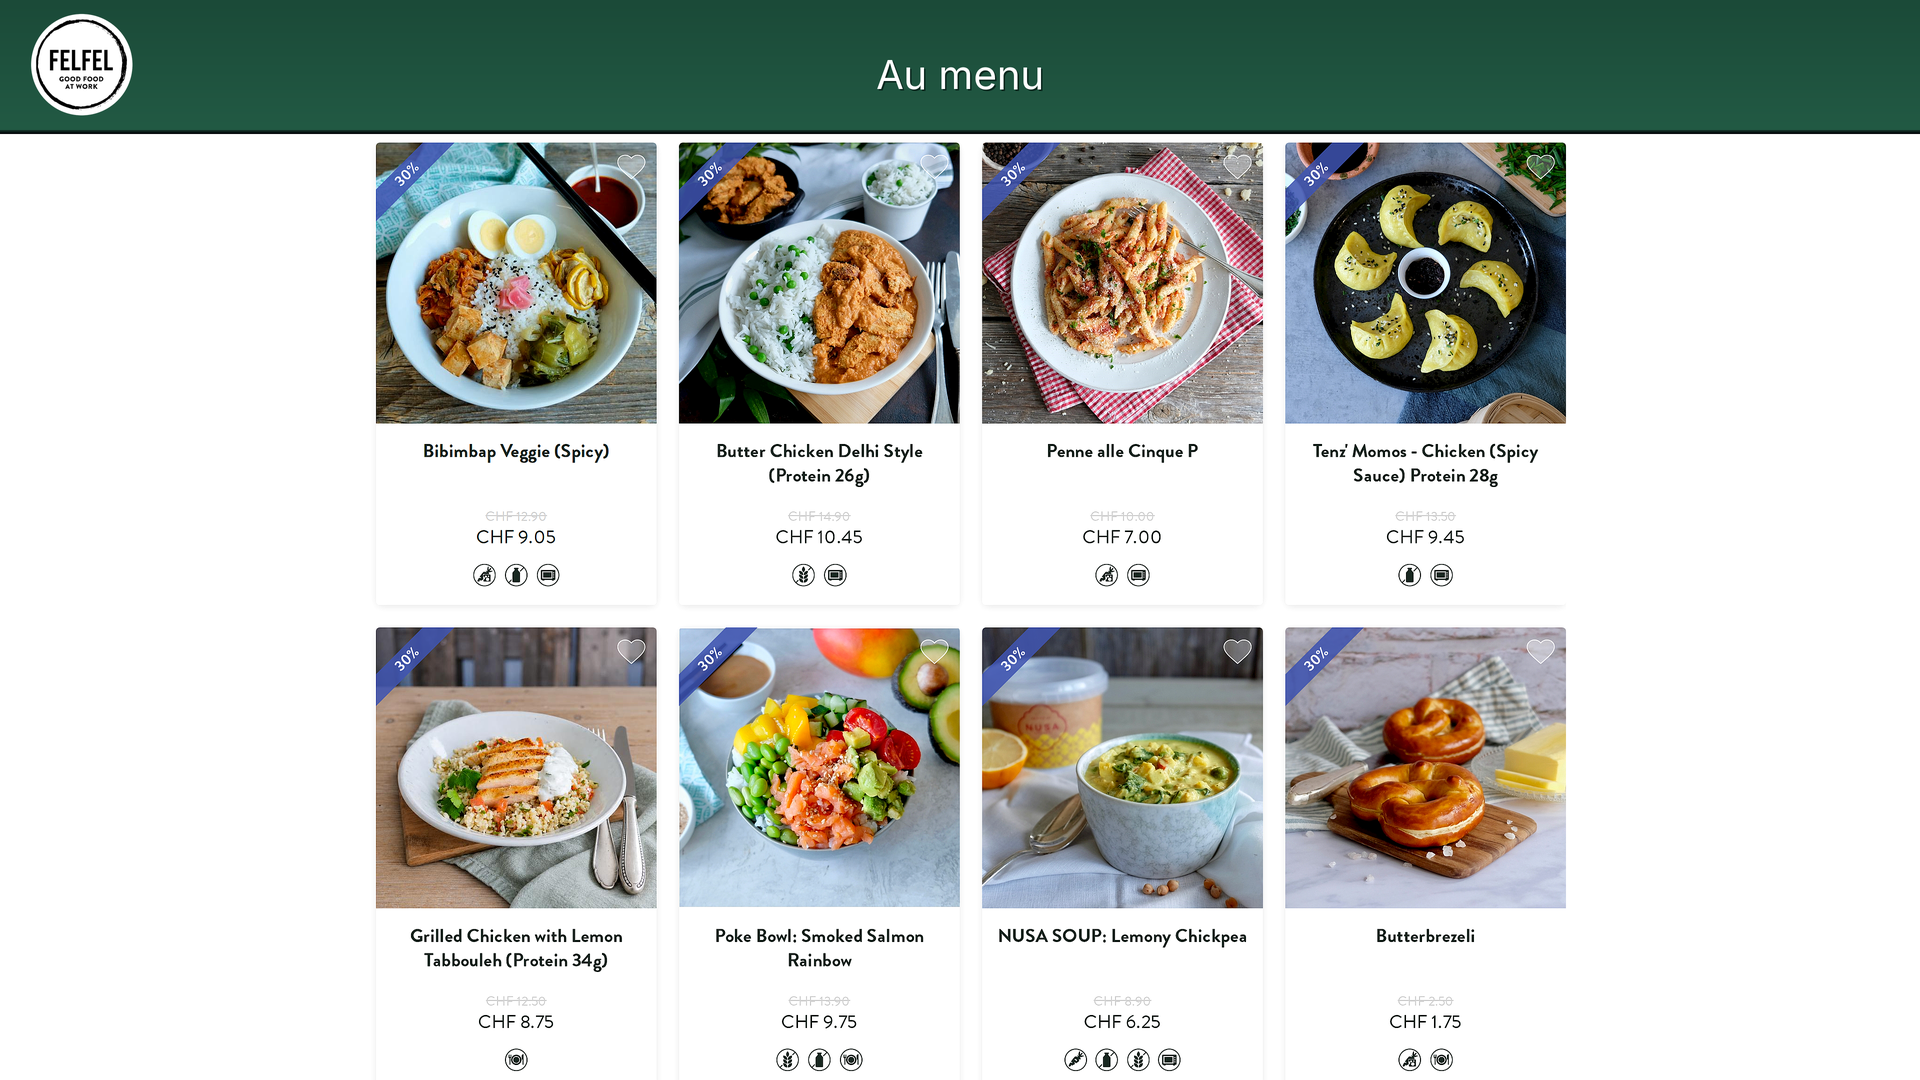 FELFEL
GOOD FOOD
AT WORK
Au menu
30%
30%
30%
30%
Bibimbap Veggie (Spicy)
CHF 12.90
CHF 9.05
Butter Chicken Delhi Style
(Protein 26g)
CHF 14.90
CHF 10.45
Penne alle Cinque P
CHF 10.00
CHF 7.00
Tenz' Momos - Chicken (Spicy
Sauce) Protein 28g
CHF 13.50
CHF 9.45
30%
30%
30%
30%
NUSA
Grilled Chicken with Lemon
Tabbouleh (Protein 34g)
CHF 12.50
CHF 8.75
Poke Bowl: Smoked Salmon
Rainbow
CHF 13.90
CHF 9.75
NUSA SOUP: Lemony Chickpea
CHF 8.90
CHF 6.25
Butterbrezeli
CHF 2.50
CHF 1.75